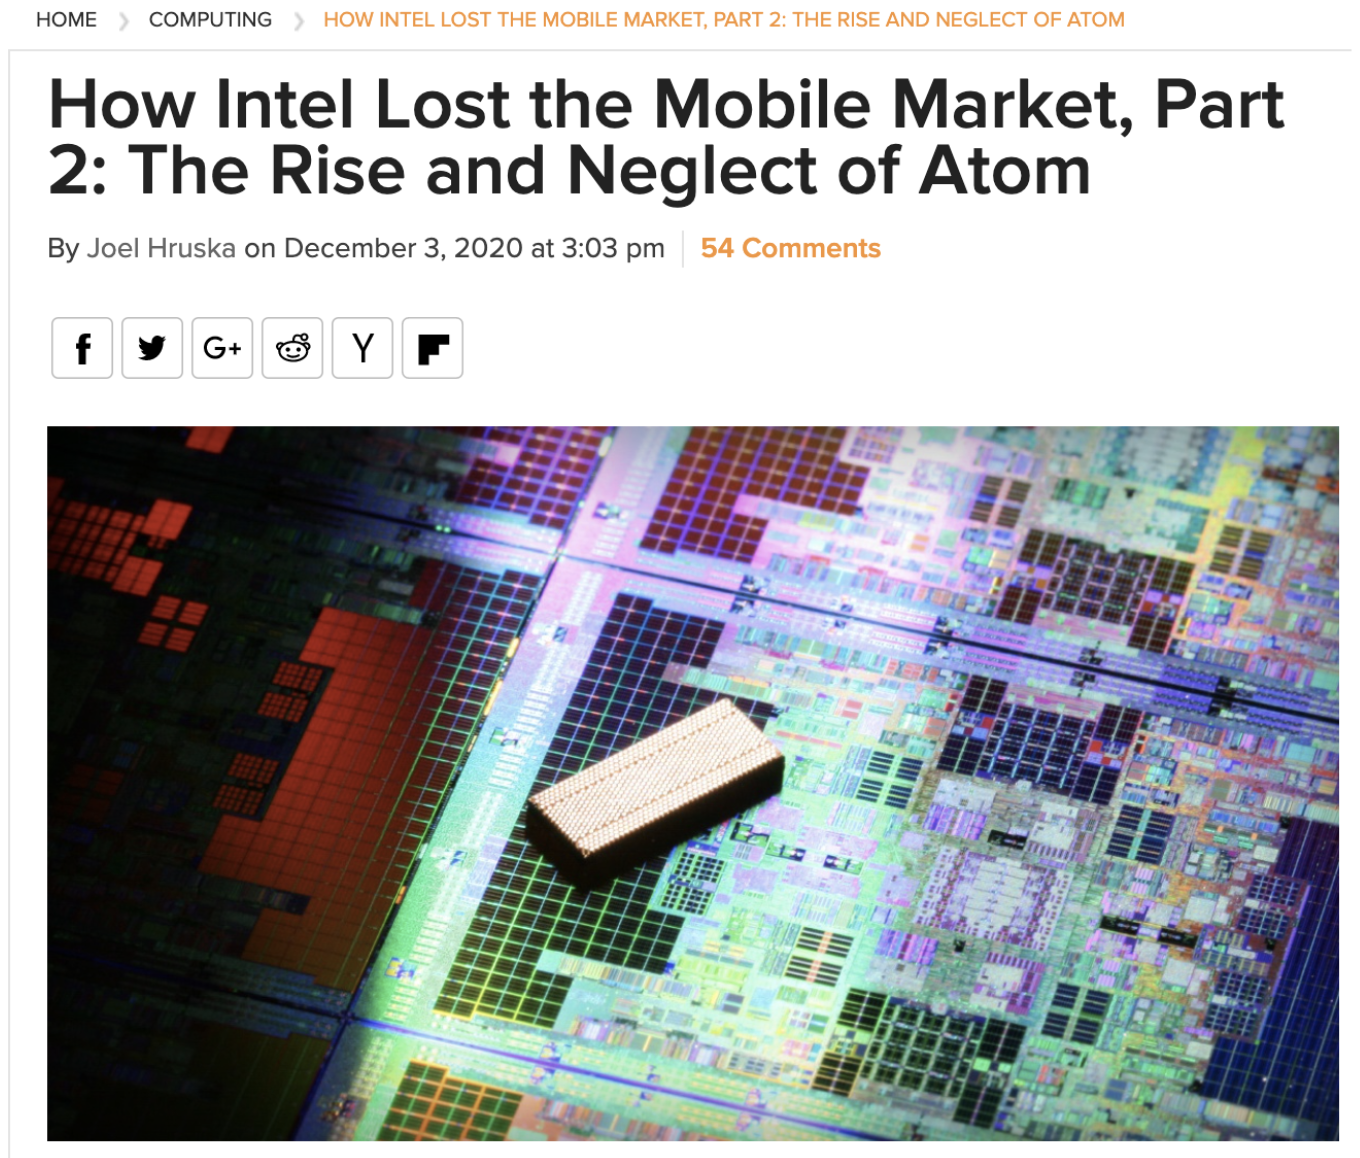 HOME COMPUTING HOW INTEL LOST THE MOBILE MARKET, PART 2: THE RISE AND NEGLECT OF ATOM
How Intel Lost the Mobile Market, Part
2: The Rise and Neglect of Atom
By Joel Hruska on December 3, 2020 at 3:03 pm 54 Comments
f G+ Y